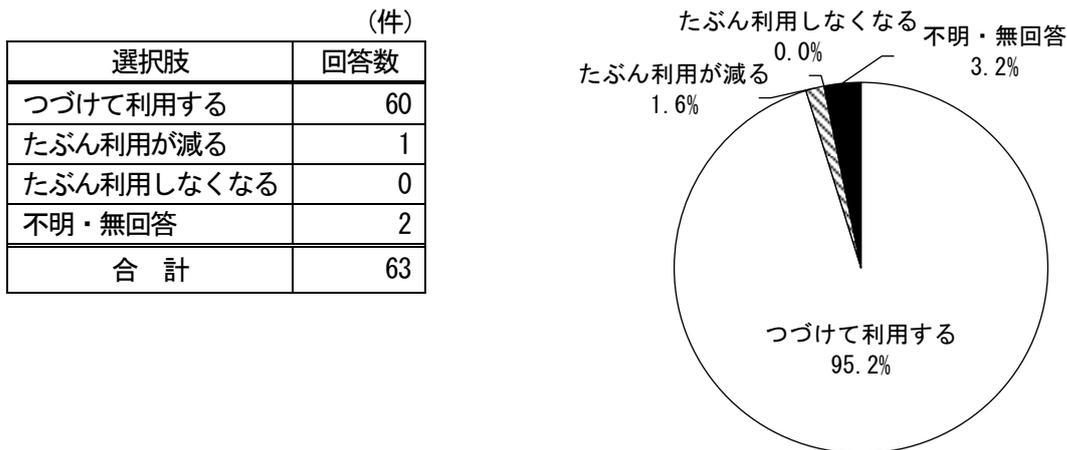 （件）
選択肢 回答数
つづけて利用する 60
たぶん利用が減る 1
たぶん利用しなくなる 0
不明・無回答 2
合　計 63
たぶん利用しなくなる
0.0%
不明・無回答
3.2%
たぶん利用が減る
1.6%
つづけて利用する
95.2%